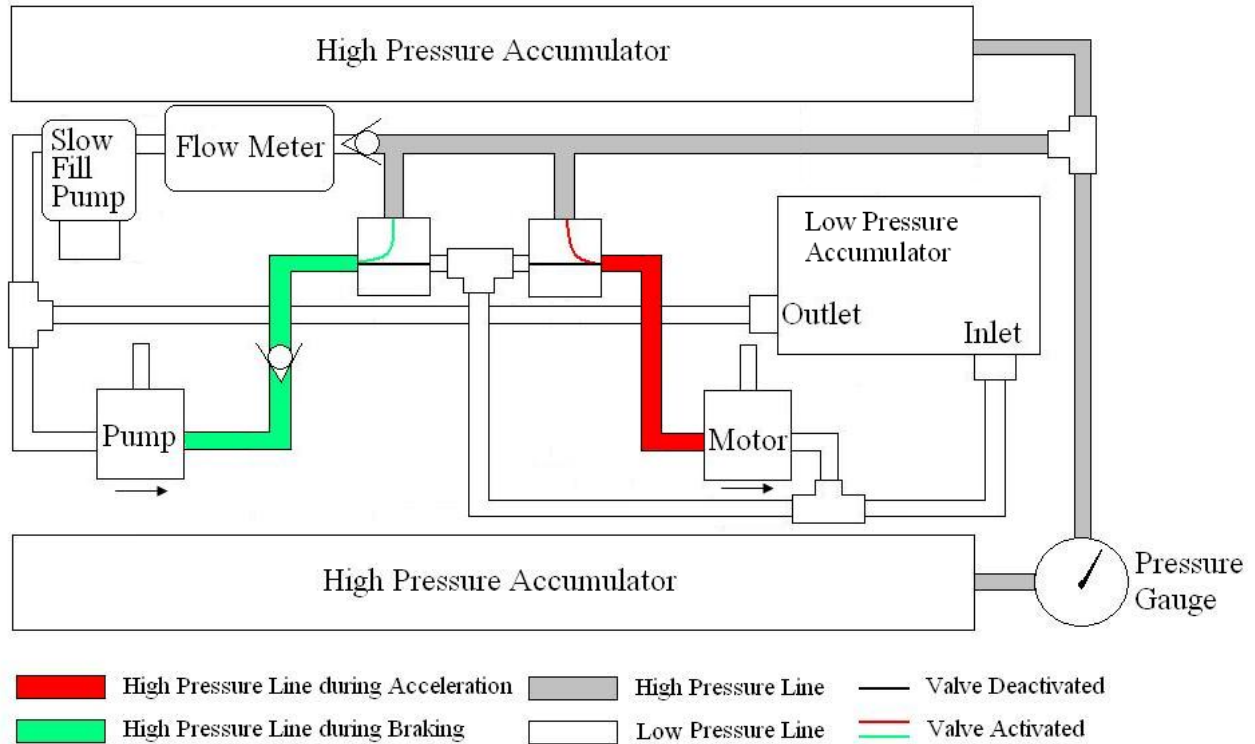 High Pressure Accumulator
Slow
Fill
Pump
Flow Meter
Low Pressure
Accumulator
Outlet
Inlet
Pump
Motor
High Pressure Accumulator
Pressure
Gauge
High Pressure Line during Acceleration
High Pressure Line
Valve Deactivated
High Pressure Line during Braking
Low Pressure Line
Valve Activated